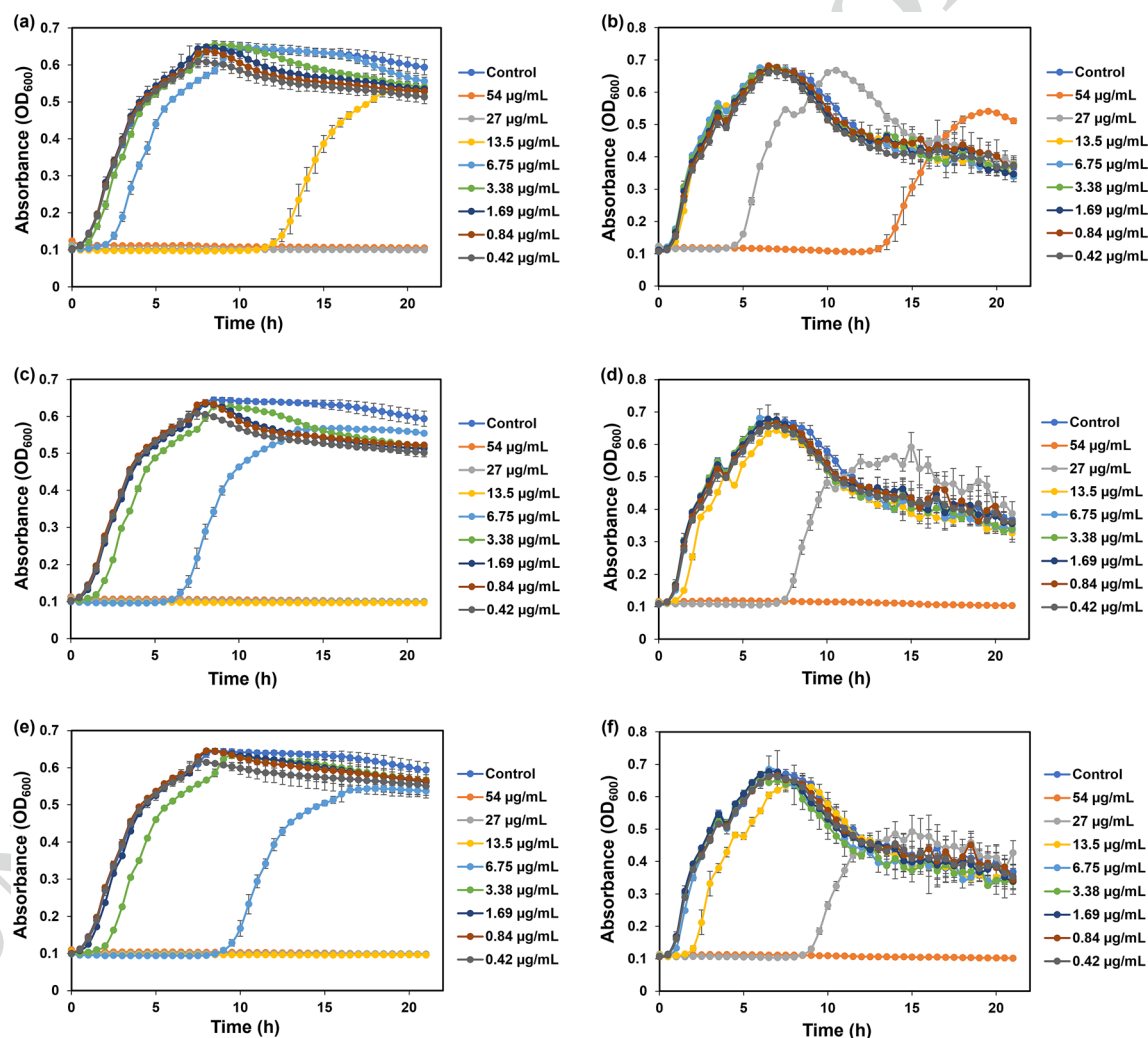 (a)
0.7
0.6
0.5
0.4
0.3
0.2
0.1
0
Absorbance (OD600)
0 5 10 15 20
Time (h)
Control
54 µg/mL
27 µg/mL
13.5 µg/mL
6.75 µg/mL
3.38 µg/mL
1.69 µg/mL
0.84 µg/mL
0.42 µg/mL
(b)
0.8
0.7
0.6
0.5
0.4
0.3
0.2
0.1
0
Absorbance (OD600)
0 5 10 15 20
Time (h)
Control
54 µg/mL
27 µg/mL
13.5 µg/mL
6.75 µg/mL
3.38 µg/mL
1.69 µg/mL
0.84 µg/mL
0.42 µg/mL
(c)
0.7
0.6
0.5
0.4
0.3
0.2
0.1
0
Absorbance (OD600)
0 5 10 15 20
Time (h)
Control
54 µg/mL
27 µg/mL
13.5 µg/mL
6.75 µg/mL
3.38 µg/mL
1.69 µg/mL
0.84 µg/mL
0.42 µg/mL
(d)
0.8
0.7
0.6
0.5
0.4
0.3
0.2
0.1
0
Absorbance (OD600)
0 5 10 15 20
Time (h)
Control
54 µg/mL
27 µg/mL
13.5 µg/mL
6.75 µg/mL
3.38 µg/mL
1.69 µg/mL
0.84 µg/mL
0.42 µg/mL
(e)
0.7
0.6
0.5
0.4
0.3
0.2
0.1
0
Absorbance (OD600)
0 5 10 15 20
Time (h)
Control
54 µg/mL
27 µg/mL
13.5 µg/mL
6.75 µg/mL
3.38 µg/mL
1.69 µg/mL
0.84 µg/mL
0.42 µg/mL
(f)
0.8
0.7
0.6
0.5
0.4
0.3
0.2
0.1
0
Absorbance (OD600)
0 5 10 15 20
Time (h)
Control
54 µg/mL
27 µg/mL
13.5 µg/mL
6.75 µg/mL
3.38 µg/mL
1.69 µg/mL
0.84 µg/mL
0.42 µg/mL